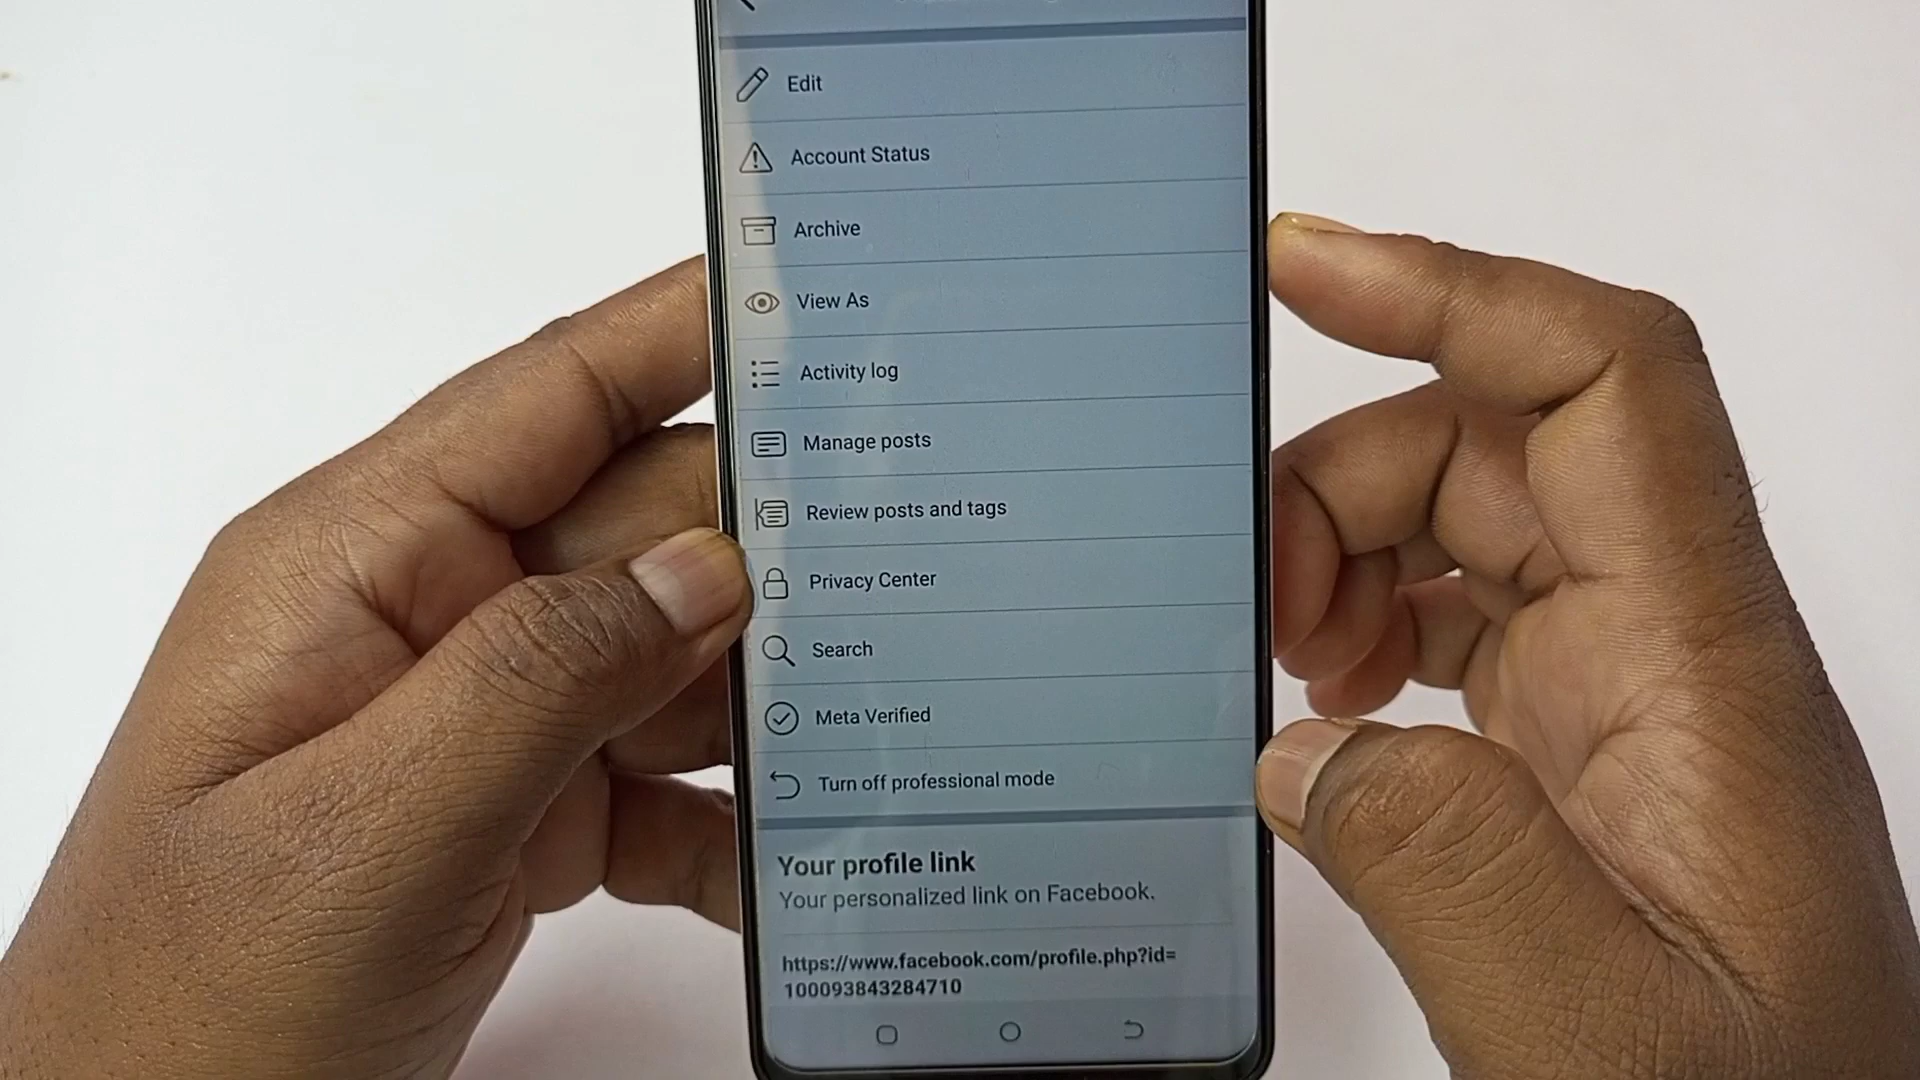 Edit
Account Status
Archive
View As
Activity log
Manage posts
Review posts and tags
Privacy Center
Search
Meta Verified
Turn off professional mode
Your profile link
Your personalized link on Facebook.
https://www.facebook.com/profile.php?id=
100093843284710